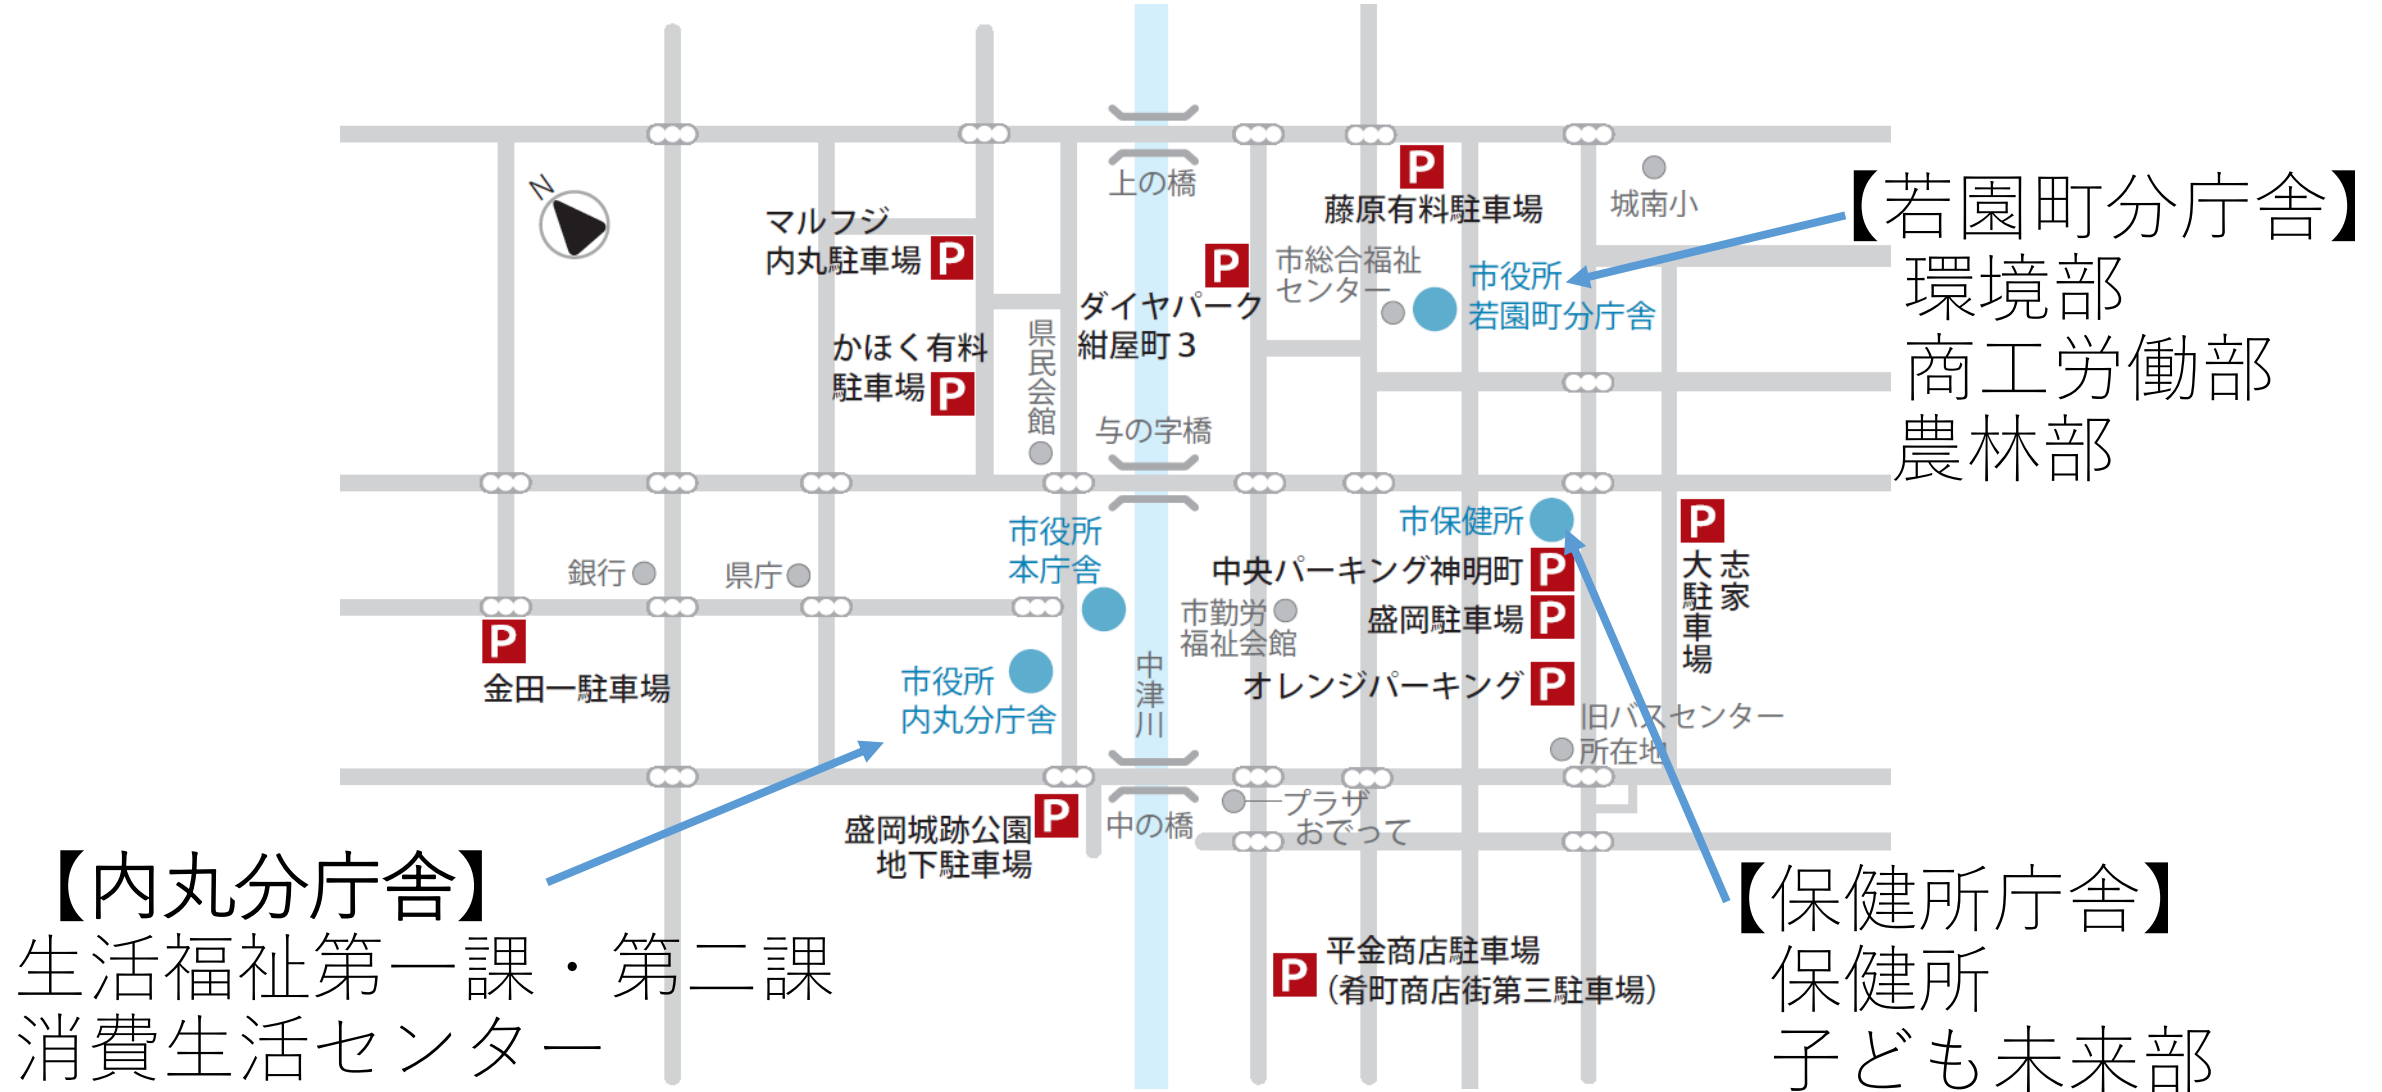 N
上の橋
マルフジ
内丸駐車場
P
かほく有料
駐車場
P
県民会館
P
ダイヤパーク
紺屋町3
与の字橋
P
藤原有料駐車場
市総合福祉
センター
市役所
若園町分庁舎
城南小
【若園町分庁舎】
環境部
商工労働部
農林部
銀行
県庁
市役所
本庁舎
P
金田一駐車場
市役所
内丸分庁舎
中津川
市保健所
中央パーキング神明町
P
市勤労
福祉会館
盛岡駐車場
P
オレンジパーキング
P
P
志家
大駐車場
旧バスセンター
所在地
盛岡城跡公園
地下駐車場
P
中の橋
プラザ
おでって
P
平金商店駐車場
（肴町商店街第三駐車場）
【内丸分庁舎】
生活福祉第一課・第二課
消費生活センター
【保健所庁舎】
保健所
子ども未来部